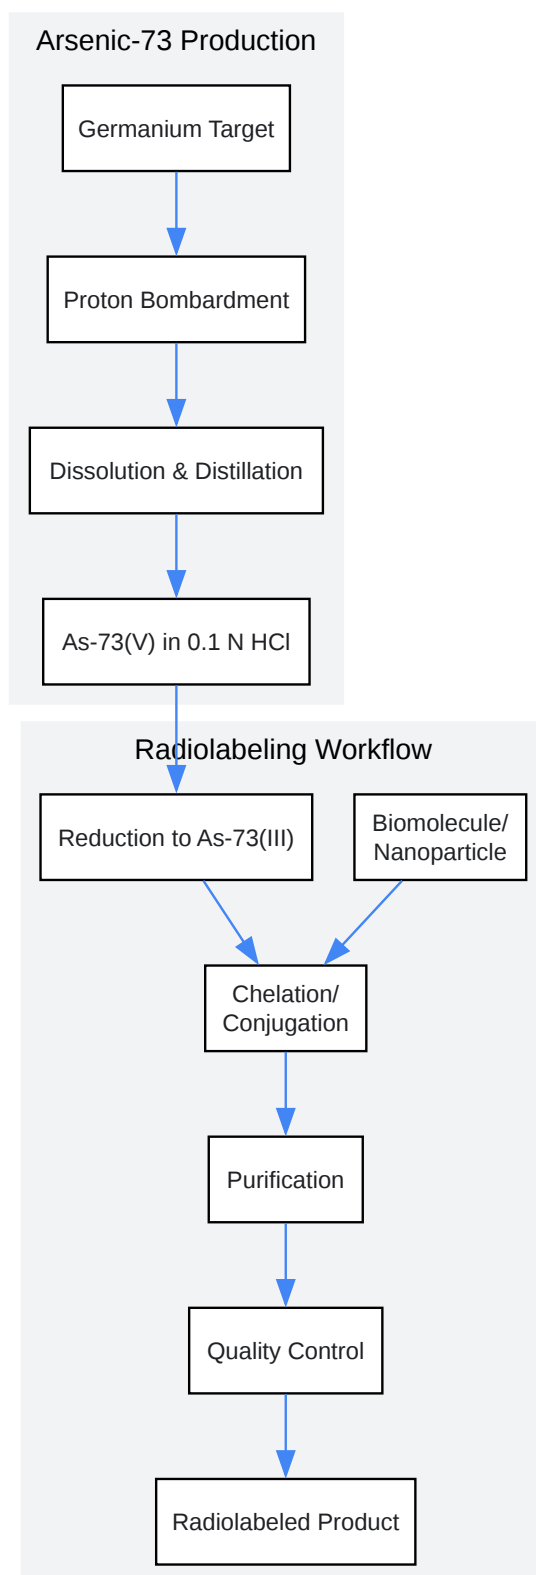 Arsenic-73 Production
Germanium Target
Proton Bombardment
Dissolution & Distillation
As-73(V) in 0.1 N HCl
Radiolabeling Workflow
Reduction to As-73(III)
Biomolecule/
Nanoparticle
Chelation/
Conjugation
Purification
Quality Control
Radiolabeled Product